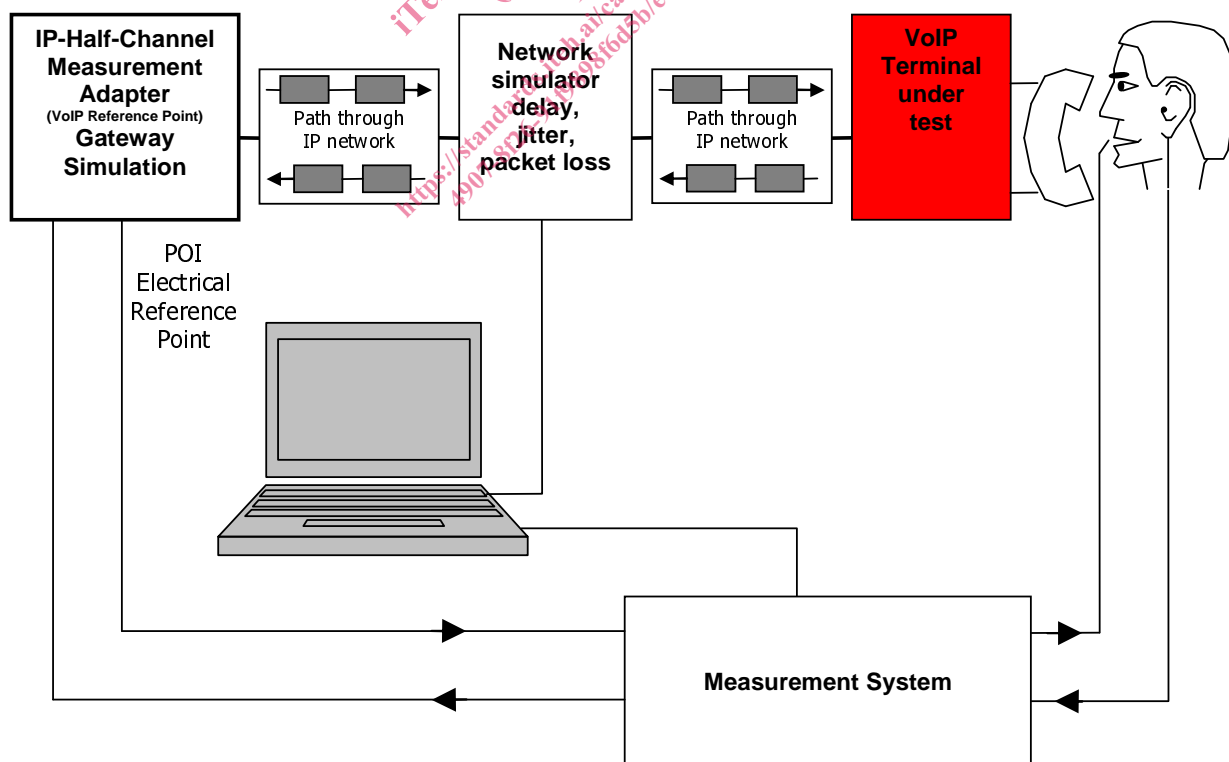 IP-Half-Channel
Measurement
Adapter
(VoIP Reference Point)
Gateway
Simulation
Path through
IP network
Network
simulator
delay,
jitter,
packet loss
Path through
IP network
VoIP
Terminal
under
test
POI
Electrical
Reference
Point
Measurement System